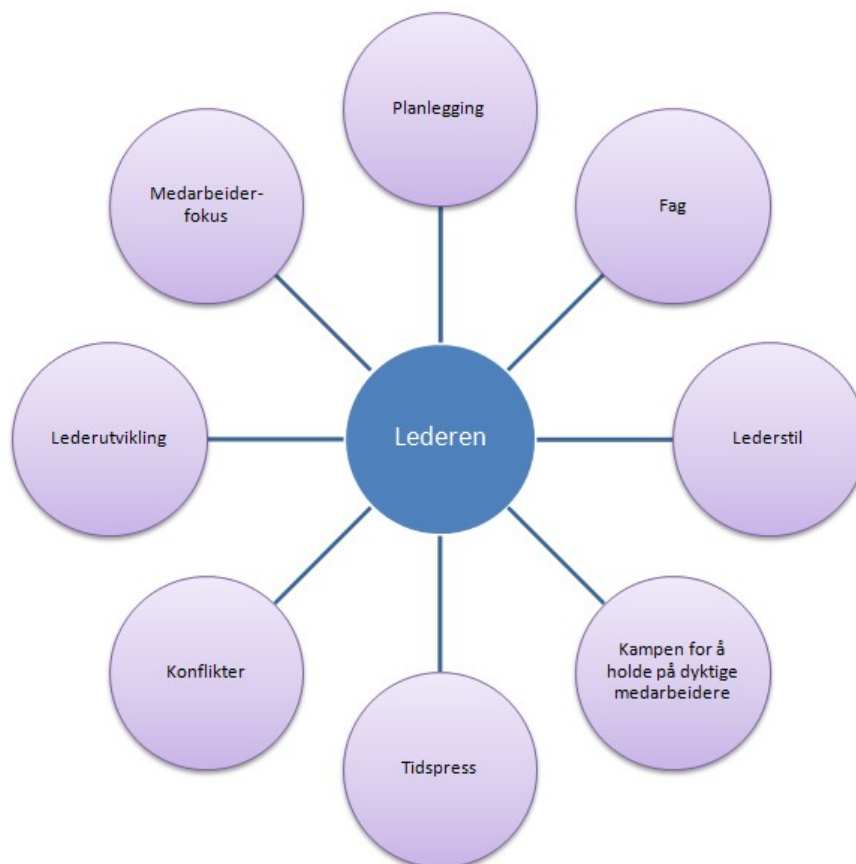 Planlegging
Fag
Lederstil
Kampen for å
holde på dyktige
medarbeidere
Tidspress
Konflikter
Lederutvikling
Medarbeider-
fokus
Lederen